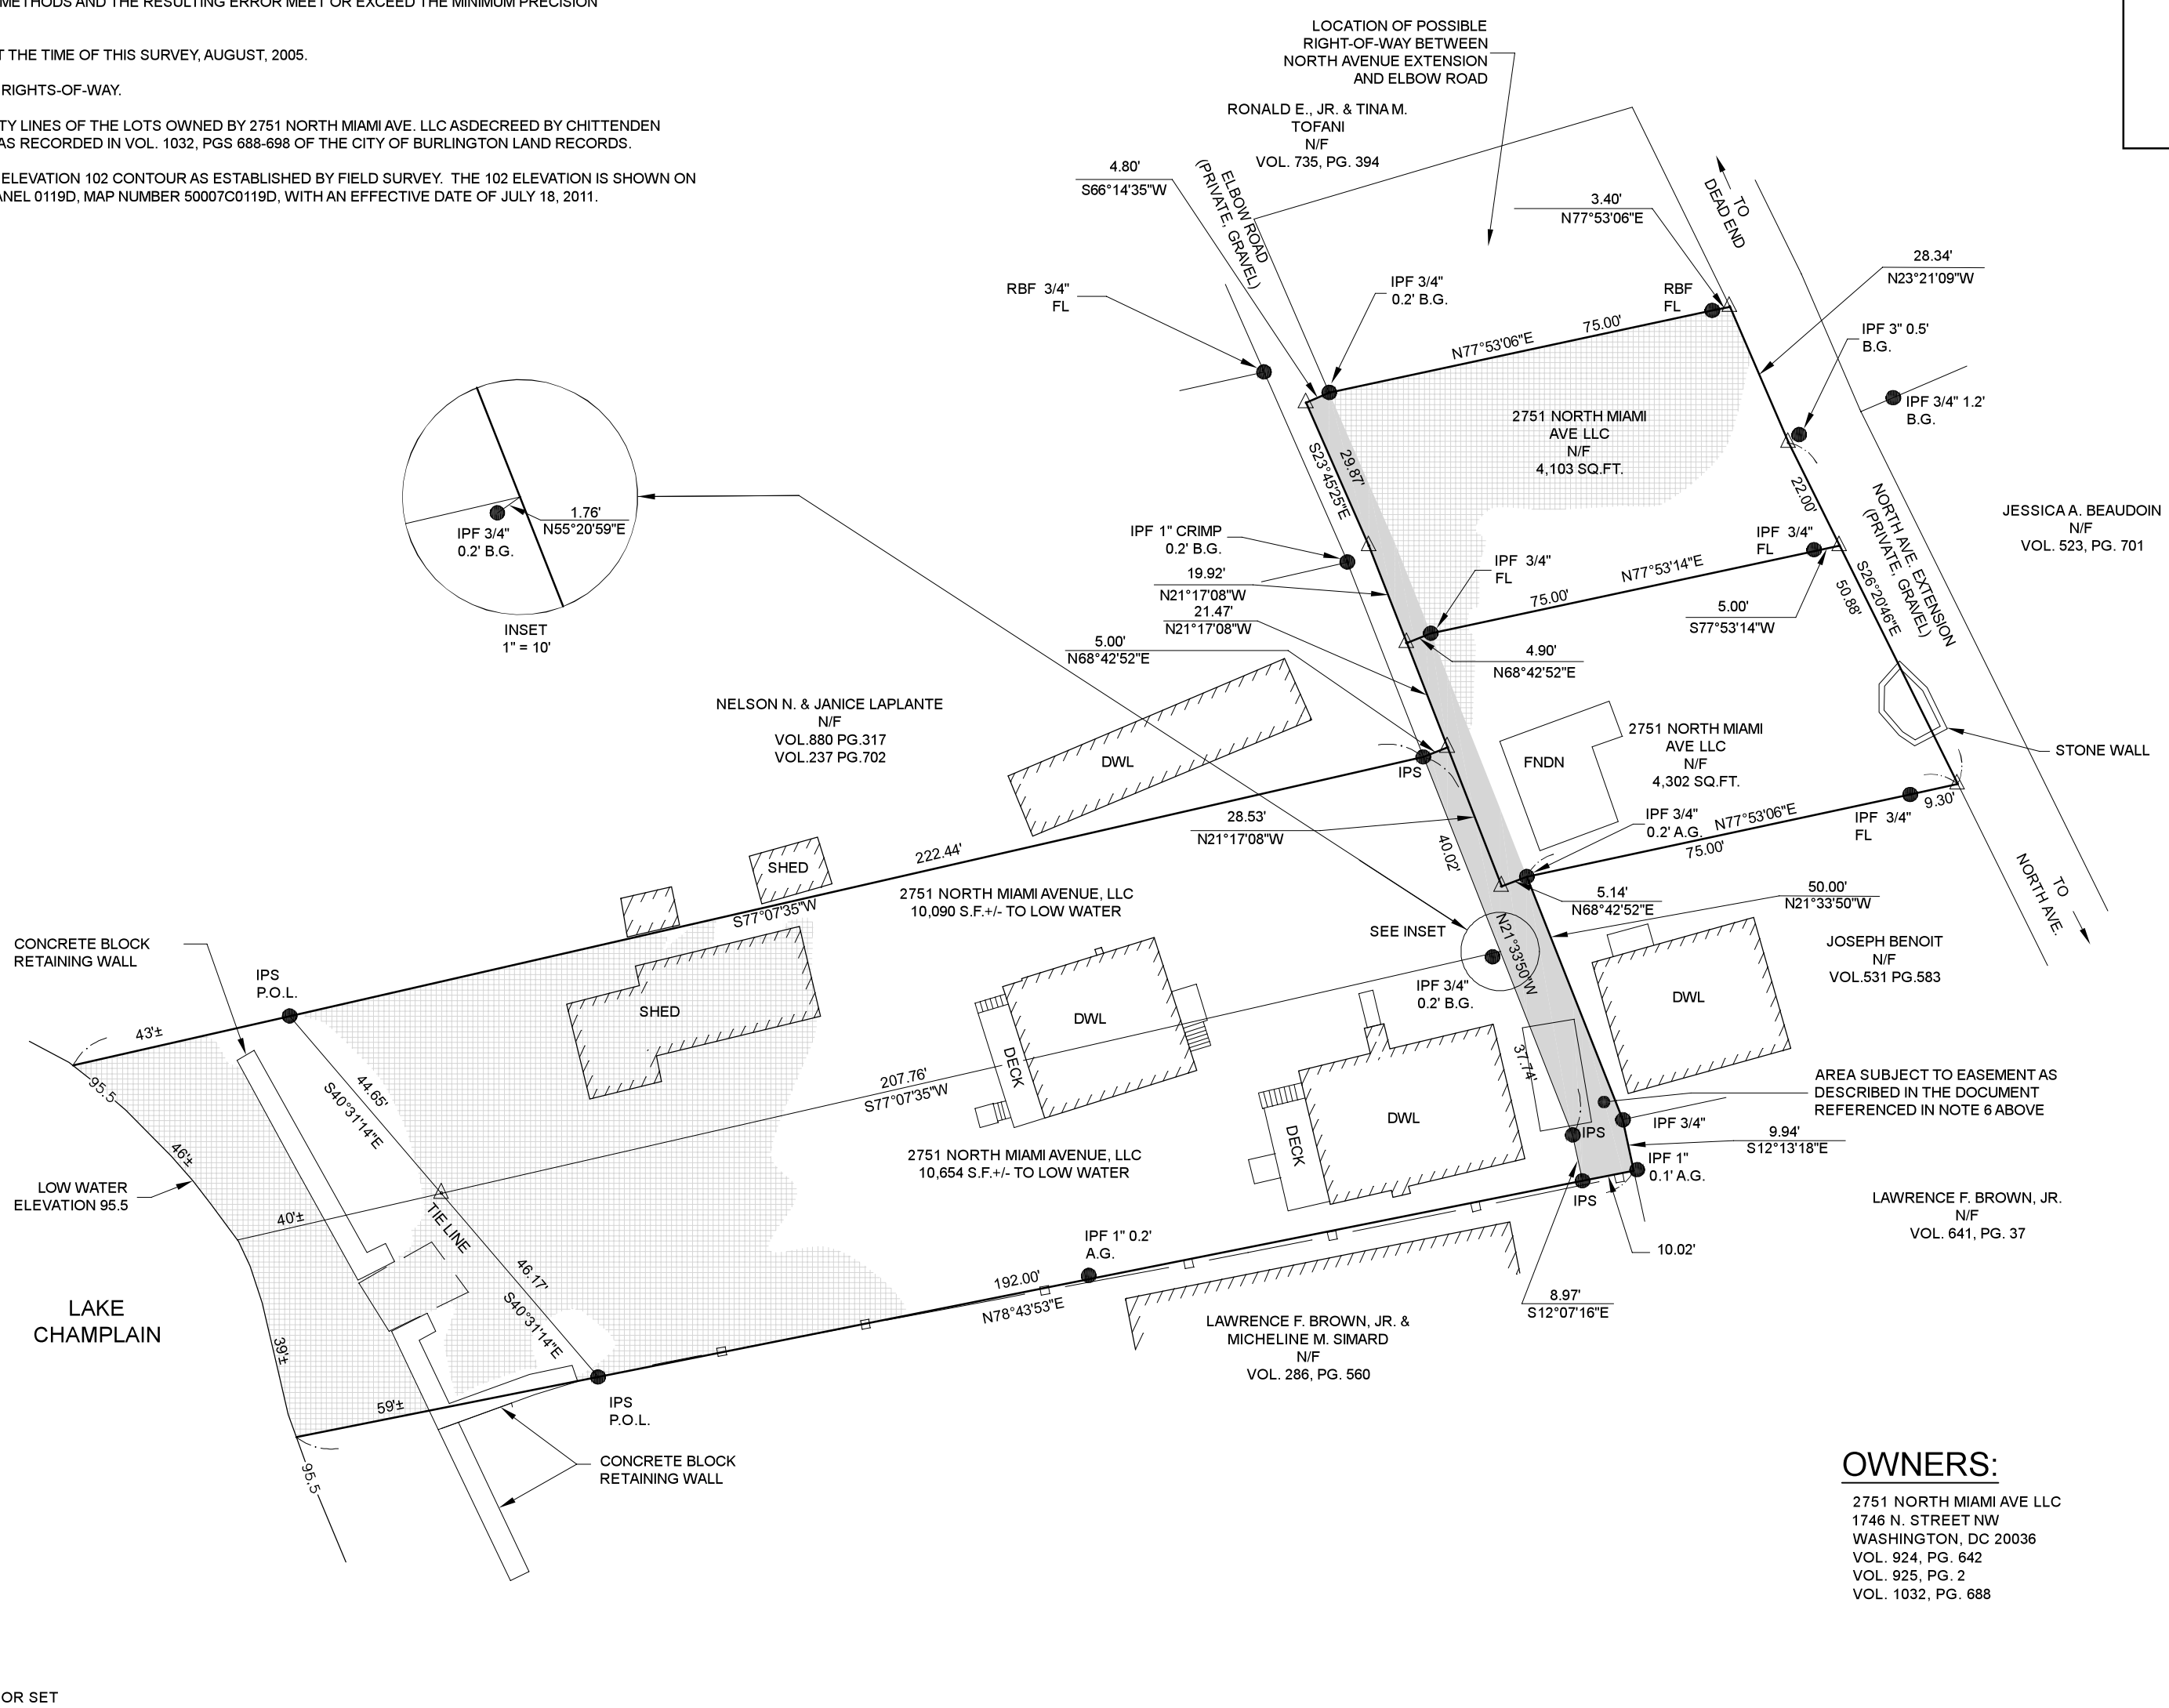 METHODS AND THE RESULTING ERROR MEET OR EXCEED THE MINIMUM PRECISION
T THE TIME OF THIS SURVEY, AUGUST, 2005.
RIGHTS-OF-WAY.
TY LINES OF THE LOTS OWNED BY 2751 NORTH MIAMI AVE. LLC ASDECREED BY CHITTENDEN
AS RECORDED IN VOL. 1032, PGS 688-698 OF THE CITY OF BURLINGTON LAND RECORDS.
ELEVATION 102 CONTOUR AS ESTABLISHED BY FIELD SURVEY. THE 102 ELEVATION IS SHOWN ON
ANEL 0119D, MAP NUMBER 50007C0119D, WITH AN EFFECTIVE DATE OF JULY 18, 2011.
LOCATION OF POSSIBLE
RIGHT-OF-WAY BETWEEN
NORTH AVENUE EXTENSION
AND ELBOW ROAD
RONALD E., JR. & TINA M.
TOFANI
N/F
VOL. 735, PG. 394
4.80'
S66°14'35"W
ELBOW ROAD
(PRIVATE, GRAVEL)
3.40'
N77°53'06"E
TO
DEAD END
28.34'
N23°21'09"W
RBF 3/4"
FL
IPF 3/4"
0.2' B.G.
RBF
FL
IPF 3" 0.5'
B.G.
75.00'
N77°53'06"E
IPF 3/4" 1.2'
B.G.
2751 NORTH MIAMI
AVE LLC
N/F
4,103 SQ.FT.
29.87'
S23°45'25"E
22.00'
NORTH AVE. EXTENSION
(PRIVATE, GRAVEL)
JESSICA A. BEAUDOIN
N/F
VOL. 523, PG. 701
1.76'
N55°20'59"E
IPF 3/4"
0.2' B.G.
INSET
1" = 10'
IPF 1" CRIMP
0.2' B.G.
IPF 3/4"
FL
IPF 3/4"
FL
N77°53'14"E
75.00'
19.92'
N21°17'08"W
21.47'
N21°17'08"W
5.00'
S77°53'14"W
50.88'
S26°20'46"E
5.00'
N68°42'52"E
4.90'
N68°42'52"E
NELSON N. & JANICE LAPLANTE
N/F
VOL.880 PG.317
VOL.237 PG.702
DWL
IPS
FNDN
2751 NORTH MIAMI
AVE LLC
N/F
4,302 SQ.FT.
STONE WALL
28.53'
N21°17'08"W
40.02'
IPF 3/4"
0.2' A.G.
N77°53'06"E
75.00'
9.30'
IPF 3/4"
FL
TO
NORTH AVE.
222.44'
S77°07'35"W
SHED
2751 NORTH MIAMI AVENUE, LLC
10,090 S.F.+/- TO LOW WATER
5.14'
N68°42'52"E
50.00'
N21°33'50"W
SEE INSET
N21°33'50"W
CONCRETE BLOCK
RETAINING WALL
IPS
P.O.L.
SHED
DWL
DECK
IPF 3/4"
0.2' B.G.
DWL
JOSEPH BENOIT
N/F
VOL.531 PG.583
43'±
95.5
44.65'
S40°31'14"E
207.76'
S77°07'35"W
37.74'
AREA SUBJECT TO EASEMENT AS
DESCRIBED IN THE DOCUMENT
REFERENCED IN NOTE 6 ABOVE
DWL
DECK
IPS
IPF 3/4"
9.94'
S12°13'18"E
IPF 1"
0.1' A.G.
46'±
2751 NORTH MIAMI AVENUE, LLC
10,654 S.F.+/- TO LOW WATER
LOW WATER
ELEVATION 95.5
40'±
TIE LINE
IPS
LAWRENCE F. BROWN, JR.
N/F
VOL. 641, PG. 37
10.02'
IPF 1" 0.2'
A.G.
46.17'
S40°31'14"E
192.00'
N78°43'53"E
8.97'
S12°07'16"E
LAKE
CHAMPLAIN
39'±
LAWRENCE F. BROWN, JR. &
MICHELINE M. SIMARD
N/F
VOL. 286, PG. 560
59'±
IPS
P.O.L.
95.5
CONCRETE BLOCK
RETAINING WALL
OWNERS:
2751 NORTH MIAMI AVE LLC
1746 N. STREET NW
WASHINGTON, DC 20036
VOL. 924, PG. 642
VOL. 925, PG. 2
VOL. 1032, PG. 688
OR SET